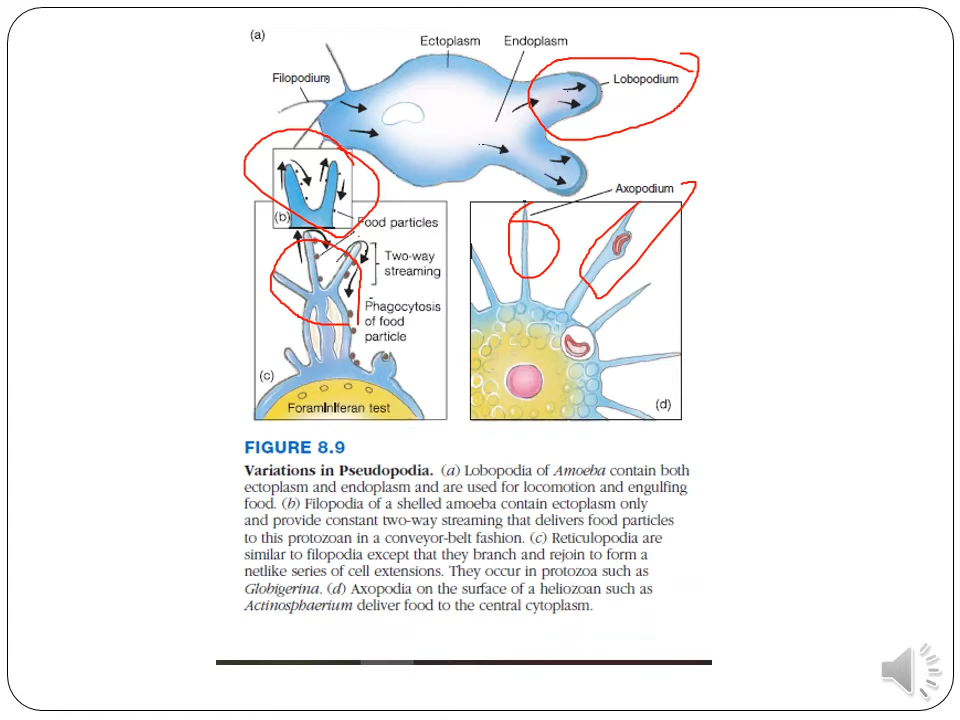 (a)
Ectoplasm
Endoplasm
Filopodium
Lobopodium
Axopodium
(b)
Food particles
Two-way
streaming
Phagocytosis
of food
particle
(c)
Foraminiferan test
(d)
FIGURE 8.9
Variations in Pseudopodia. (a) Lobopodia of Amoeba contain both
ectoplasm and endoplasm and are used for locomotion and engulfing
food. (b) Filopodia of a shelled amoeba contain ectoplasm only
and provide constant two-way streaming that delivers food particles
to this protozoan in a conveyor-belt fashion. (c) Reticulopodia are
similar to filopodia except that they branch and rejoin to form a
netlike series of cell extensions. They occur in protozoa such as
Globigerina. (d) Axopodia on the surface of a heliozoan such as
Actinosphaerium deliver food to the central cytoplasm.